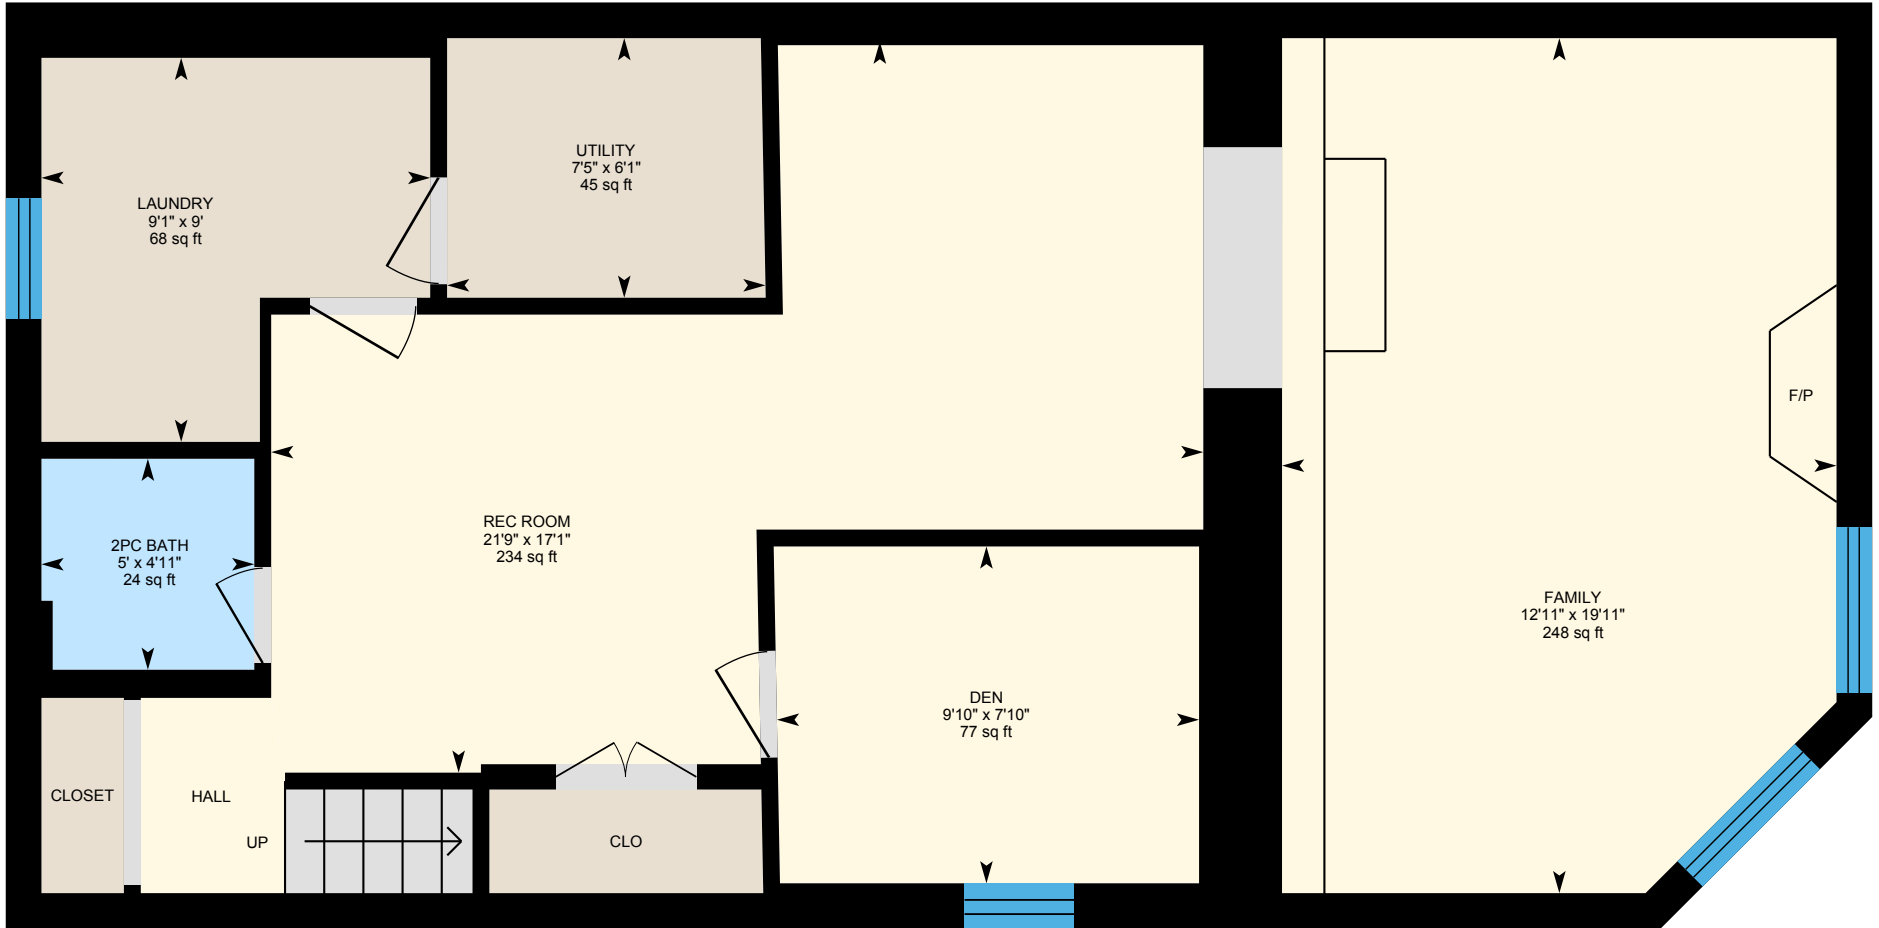 UTILITY
7'5" x 6'1"
45 sq ft
LAUNDRY
9'1" x 9'
68 sq ft
F/P
REC ROOM
21'9" x 17'1"
234 sq ft
2PC BATH
5' x 4'11"
24 sq ft
FAMILY
12'11" x 19'11"
248 sq ft
DEN
9'10" x 7'10"
77 sq ft
CLOSET
HALL
UP
CLO